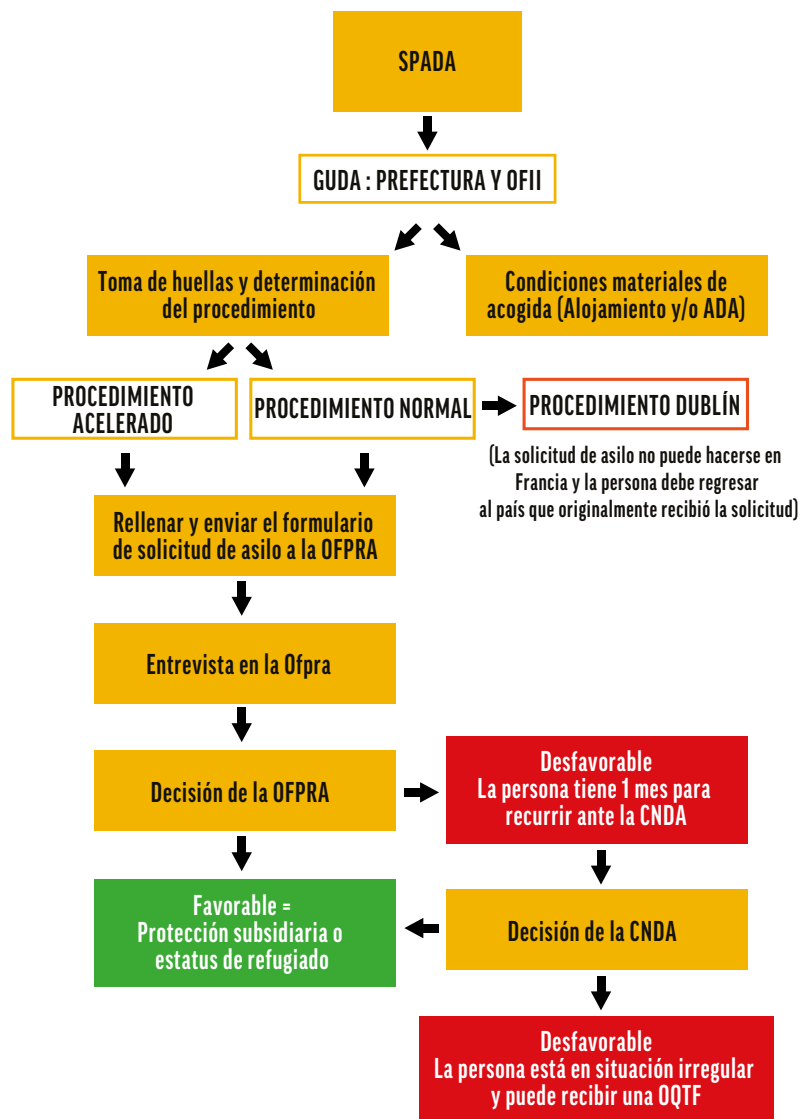 SPADA
GUDA : PREFECTURA Y OFII
Toma de huellas y determinación
del procedimiento
Condiciones materiales de
acogida (Alojamiento y/o ADA)
PROCEDIMIENTO
ACELERADO
PROCEDIMIENTO NORMAL
PROCEDIMIENTO DUBLÍN
(La solicitud de asilo no puede hacerse en
Francia y la persona debe regresar
al país que originalmente recibió la solicitud)
Rellenar y enviar el formulario
de solicitud de asilo a la OFPRA
Entrevista en la Ofpra
Decisión de la OFPRA
Desfavorable
La persona tiene 1 mes para
recurrir ante la CNDA
Favorable =
Protección subsidiaria o
estatus de refugiado
Decisión de la CNDA
Desfavorable
La persona está en situación irregular
y puede recibir una OQTF